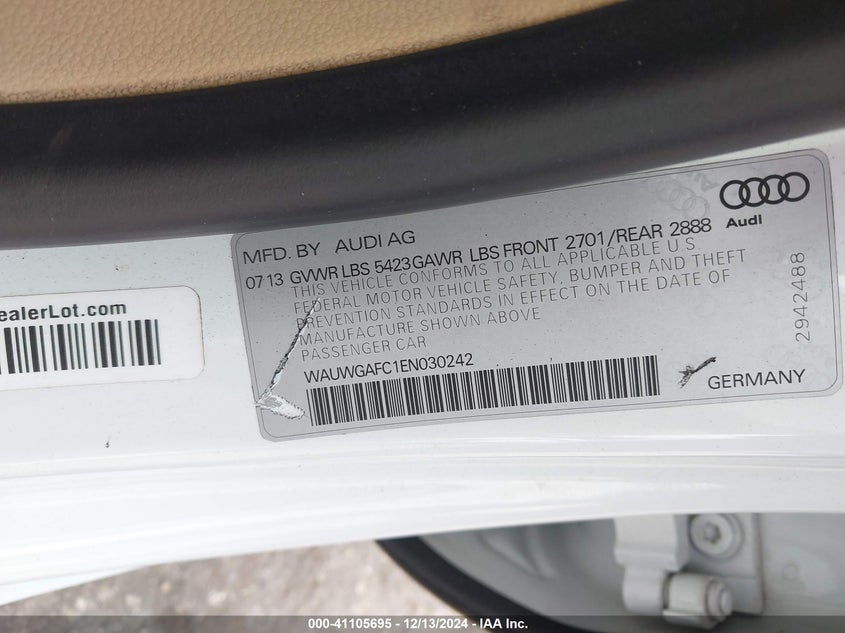 Audi
MFD. BY AUDI AG
07 13 GVWR LBS 5423 GAWR LBS FRONT 2701/REAR 2888
THIS VEHICLE CONFORMS TO ALL APPLICABLE U.S.
FEDERAL MOTOR VEHICLE SAFETY, BUMPER AND THEFT
PREVENTION STANDARDS IN EFFECT ON THE DATE OF
MANUFACTURE SHOWN ABOVE
PASSENGER CAR
WAUWGAFC1EN030242
GERMANY
2942488
ealerLot.com
000-41105695 - 12/13/2024 - IAAI Inc.